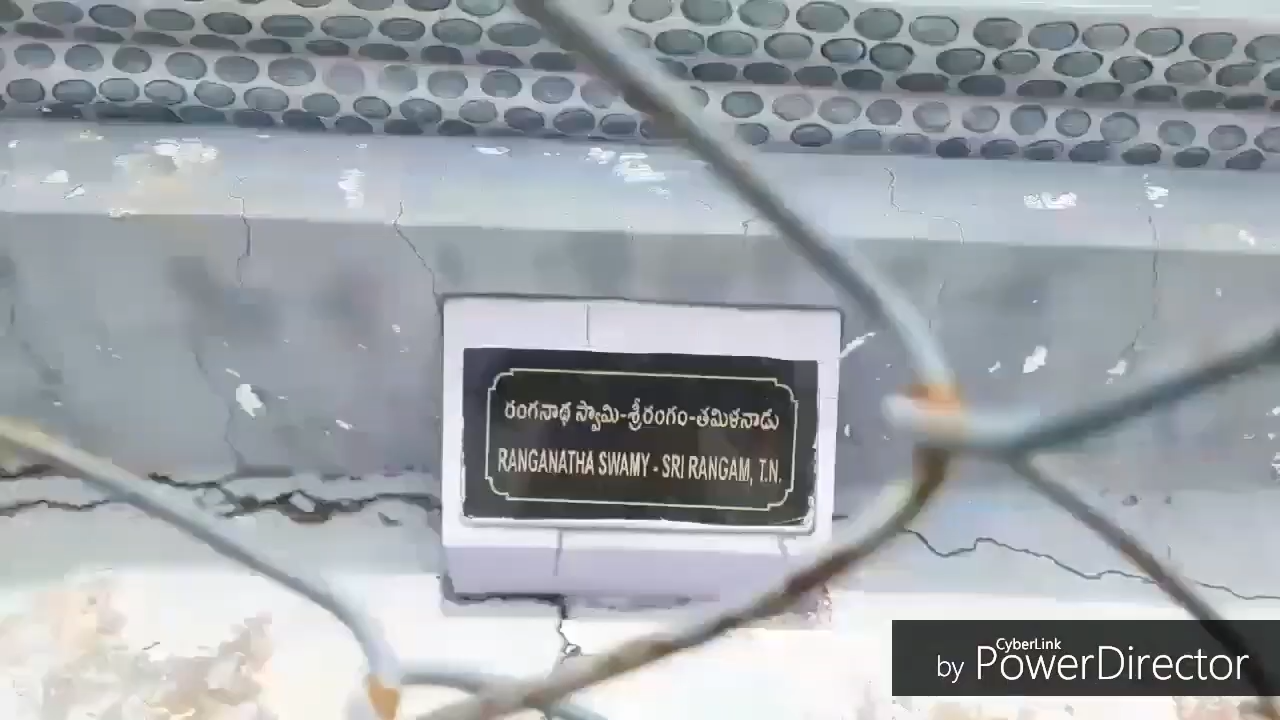 రంగనాథ స్వామి-శ్రీరంగం-తమిళనాడు
RANGANATHA SWAMY - SRI RANGAM, T.N.
by CyberLink PowerDirector